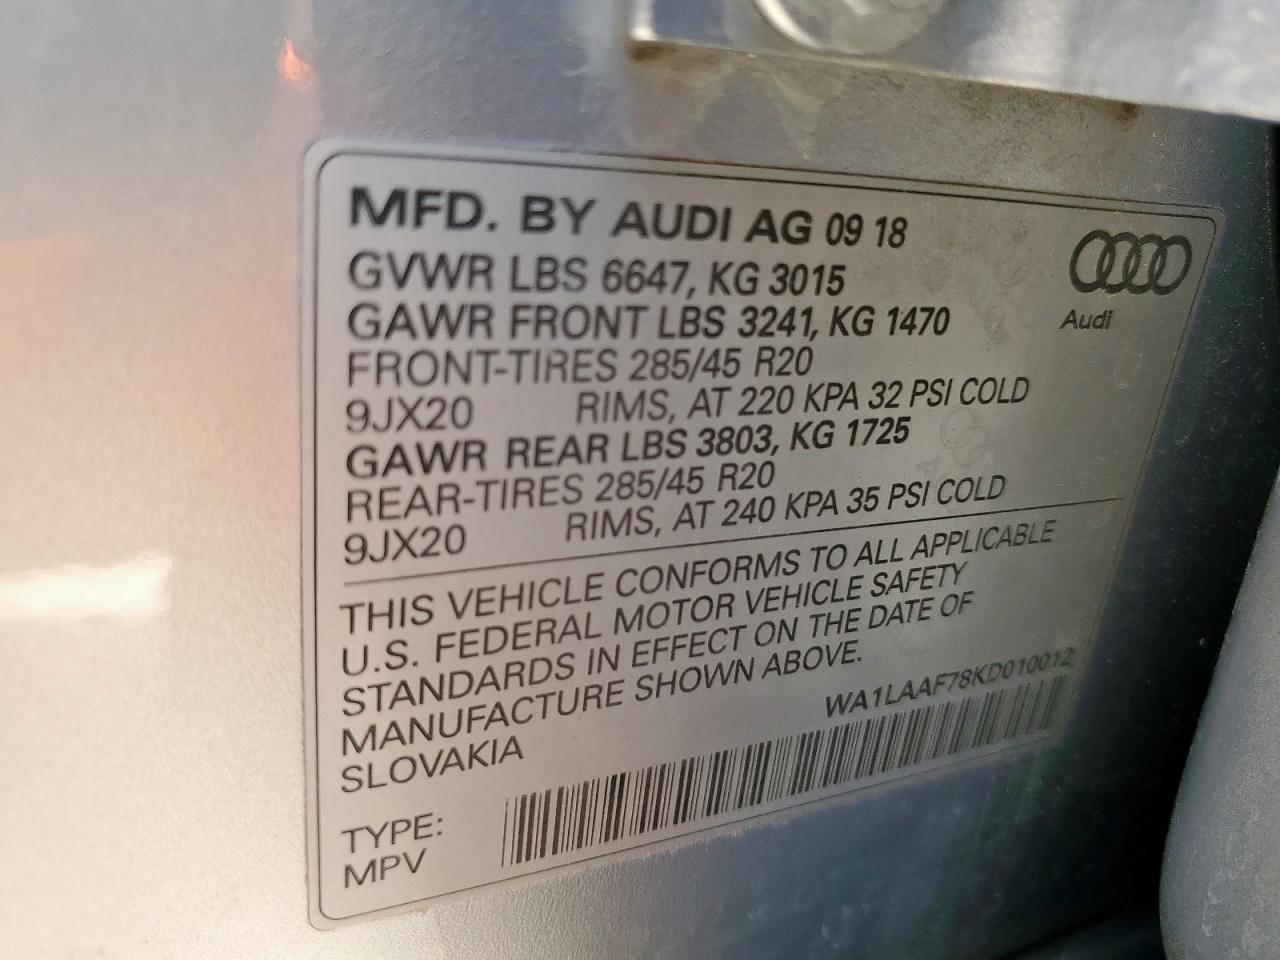 MFD. BY AUDI AG 09 18
GVWR LBS 6647, KG 3015
GAWR FRONT LBS 3241, KG 1470
FRONT-TIRES 285/45 R20
9JX20 RIMS, AT 220 KPA 32 PSI COLD
GAWR REAR LBS 3803, KG 1725
REAR-TIRES 285/45 R20
9JX20 RIMS, AT 240 KPA 35 PSI COLD
Audi
THIS VEHICLE CONFORMS TO ALL APPLICABLE
U.S. FEDERAL MOTOR VEHICLE SAFETY
STANDARDS IN EFFECT ON THE DATE OF
MANUFACTURE SHOWN ABOVE.
SLOVAKIA
WA1LAAF78KD010012
TYPE:
MPV